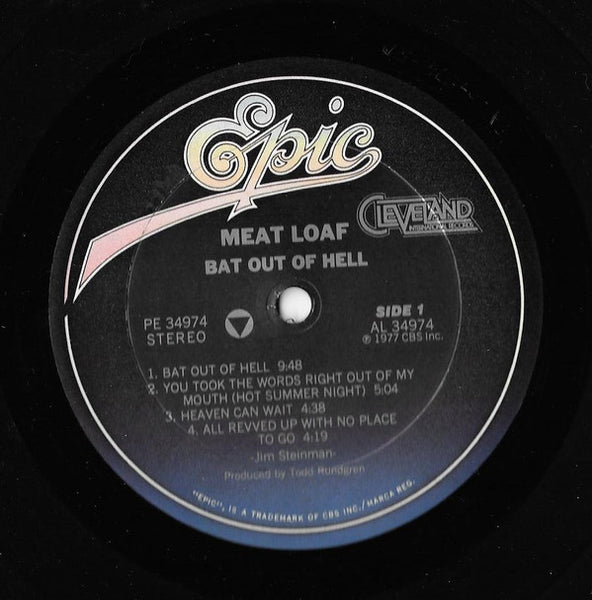 Epic
CLEVELAND
INTERNATIONAL RECORDS
MEAT LOAF
BAT OUT OF HELL
PE 34974
STEREO
SIDE 1
AL 34974
℗ 1977 CBS Inc.
1. BAT OUT OF HELL 9:48
2. YOU TOOK THE WORDS RIGHT OUT OF MY
MOUTH (HOT SUMMER NIGHT) 5:04
3. HEAVEN CAN WAIT 4:38
4. ALL REVVED UP WITH NO PLACE
TO GO 4:19
-Jim Steinman-
Produced by Todd Rundgren
"EPIC", IS A TRADEMARK OF CBS INC./MARCA REG.